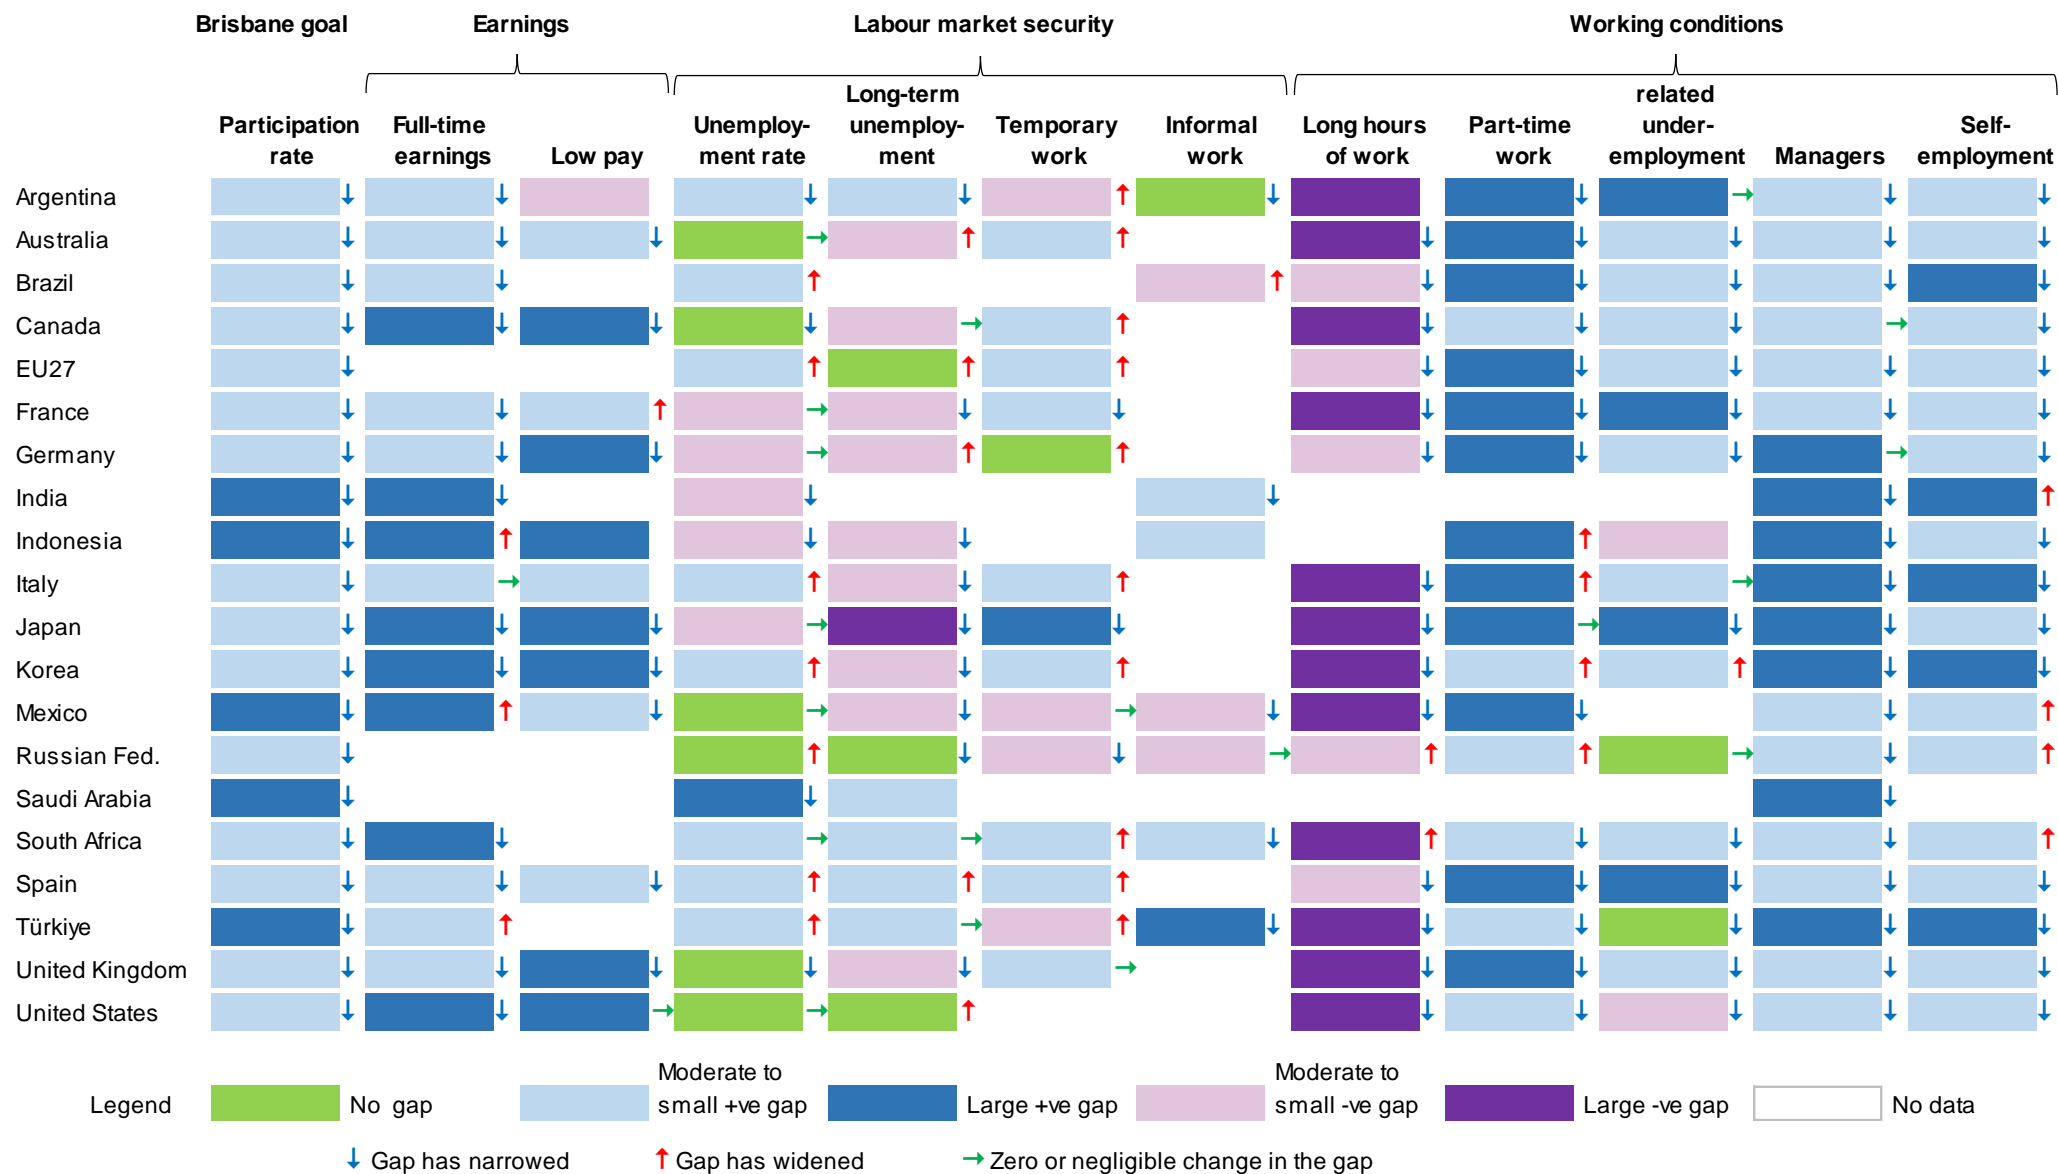 Brisbane goal Earnings Labour market security Working conditions
Long-term related
Participation Full-time Unemploy- unemploy- Temporary Informal Long hours Part-time under- Self-
rate earnings Low pay ment rate ment work work of work work employment Managers employment
Argentina
Australia
Brazil
Canada
EU27
France
Germany
India
Indonesia
Italy
Japan
Korea
Mexico
Russian Fed.
Saudi Arabia
South Africa
Spain
Türkiye
United Kingdom
United States
Moderate to Moderate to
Legend No gap small +ve gap Large +ve gap small -ve gap Large -ve gap No data
Gap has narrowed Gap has widened Zero or negligible change in the gap